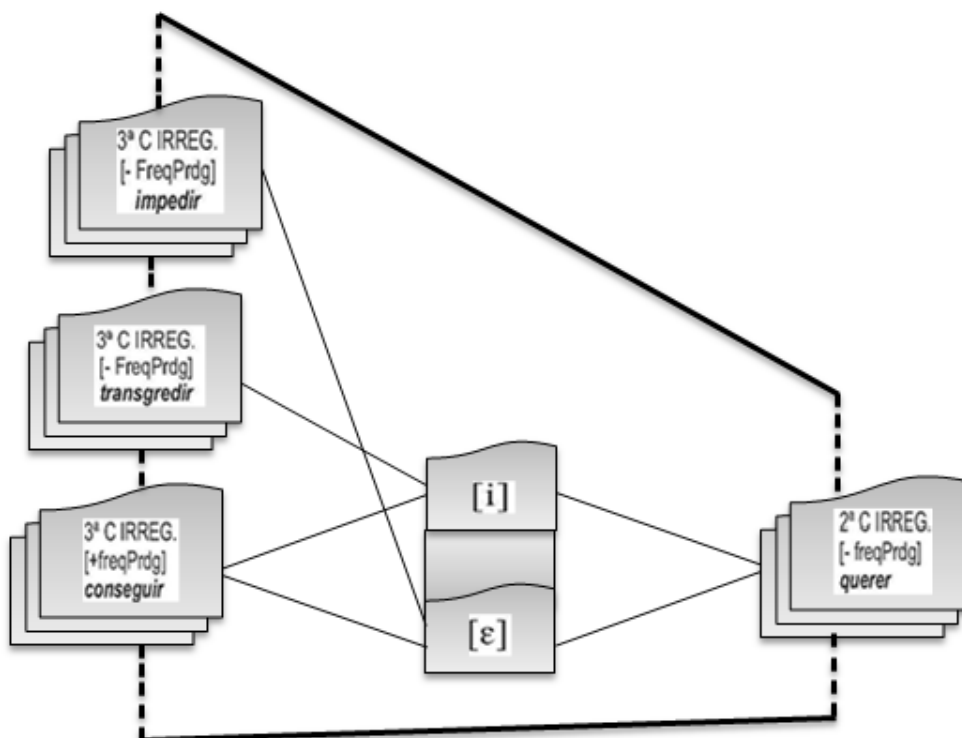 3ª C IRREG.
[- FreqPrdg]
impedir
3ª C IRREG.
[- FreqPrdg]
transgredir
3ª C IRREG.
[+freqPrdg]
conseguir
[i]
[ε]
2ª C IRREG.
[- freqPrdg]
querer